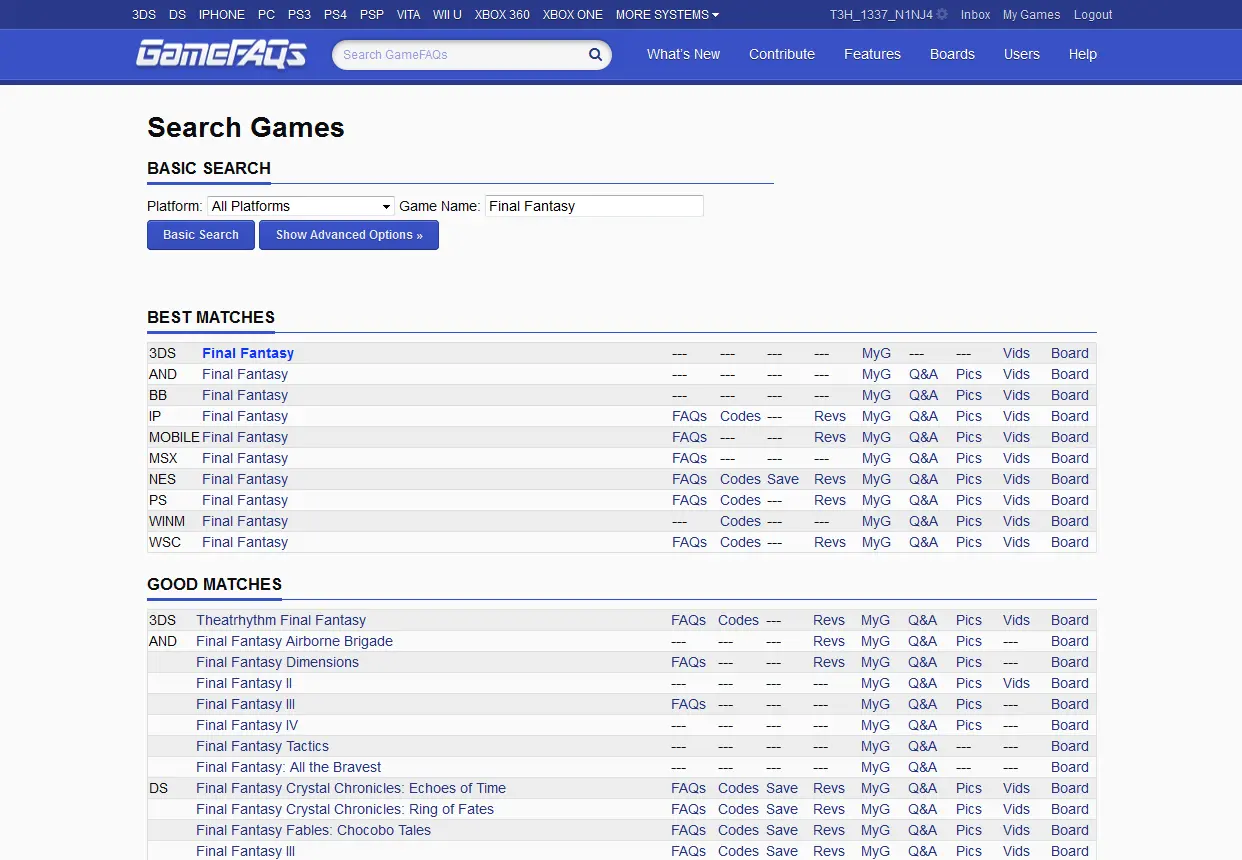 3DS DS IPHONE PC PS3 PS4 PSP VITA WII U XBOX 360 XBOX ONE MORE SYSTEMS T3H_1337_N1NJ4 Inbox My Games Logout
GameFAQs Search GameFAQs What's New Contribute Features Boards Users Help
Search Games
BASIC SEARCH
Platform: All Platforms Game Name: Final Fantasy
Basic Search Show Advanced Options »
BEST MATCHES
3DS Final Fantasy --- --- --- --- MyG --- --- Vids Board
AND Final Fantasy --- --- --- --- MyG Q&A Pics Vids Board
BB Final Fantasy --- --- --- --- MyG Q&A Pics Vids Board
IP Final Fantasy FAQs Codes --- Revs MyG Q&A Pics Vids Board
MOBILE Final Fantasy FAQs --- --- Revs MyG Q&A Pics Vids Board
MSX Final Fantasy FAQs --- --- --- MyG Q&A Pics Vids Board
NES Final Fantasy FAQs Codes Save Revs MyG Q&A Pics Vids Board
PS Final Fantasy FAQs Codes --- Revs MyG Q&A Pics Vids Board
WINM Final Fantasy --- Codes --- --- MyG Q&A Pics Vids Board
WSC Final Fantasy FAQs Codes --- Revs MyG Q&A Pics Vids Board
GOOD MATCHES
3DS Theatrhythm Final Fantasy FAQs Codes --- Revs MyG Q&A Pics Vids Board
AND Final Fantasy Airborne Brigade --- --- --- Revs MyG Q&A Pics --- Board
Final Fantasy Dimensions FAQs --- --- Revs MyG Q&A Pics --- Board
Final Fantasy II --- --- --- --- MyG Q&A Pics Vids Board
Final Fantasy III FAQs --- --- --- MyG Q&A Pics --- Board
Final Fantasy IV --- --- --- --- MyG Q&A Pics --- Board
Final Fantasy Tactics --- --- --- --- MyG Q&A --- --- Board
Final Fantasy: All the Bravest --- --- --- --- MyG Q&A --- --- Board
DS Final Fantasy Crystal Chronicles: Echoes of Time FAQs Codes Save Revs MyG Q&A Pics Vids Board
Final Fantasy Crystal Chronicles: Ring of Fates FAQs Codes Save Revs MyG Q&A Pics Vids Board
Final Fantasy Fables: Chocobo Tales FAQs Codes Save Revs MyG Q&A Pics Vids Board
Final Fantasy III FAQs Codes Save Revs MyG Q&A Pics Vids Board